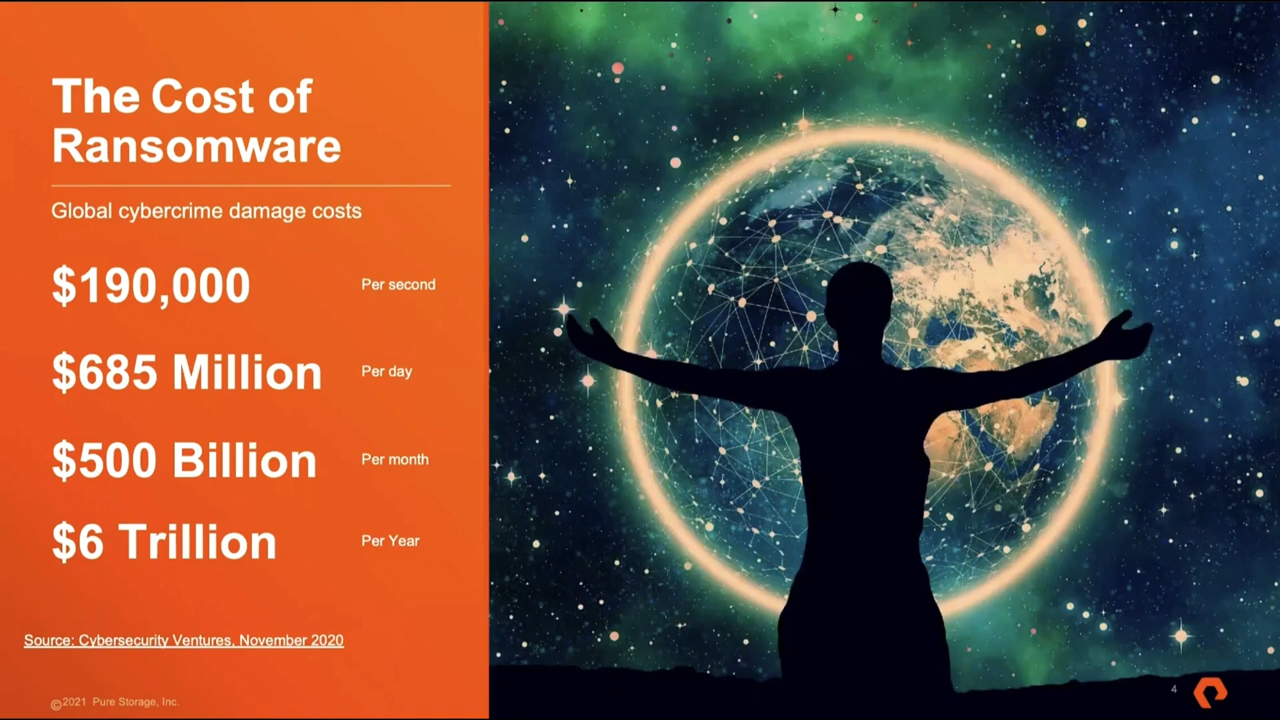 The Cost of
Ransomware
Global cybercrime damage costs
$190,000 Per second
$685 Million Per day
$500 Billion Per month
$6 Trillion Per Year
Source: Cybersecurity Ventures, November 2020
©2021 Pure Storage, Inc.
4